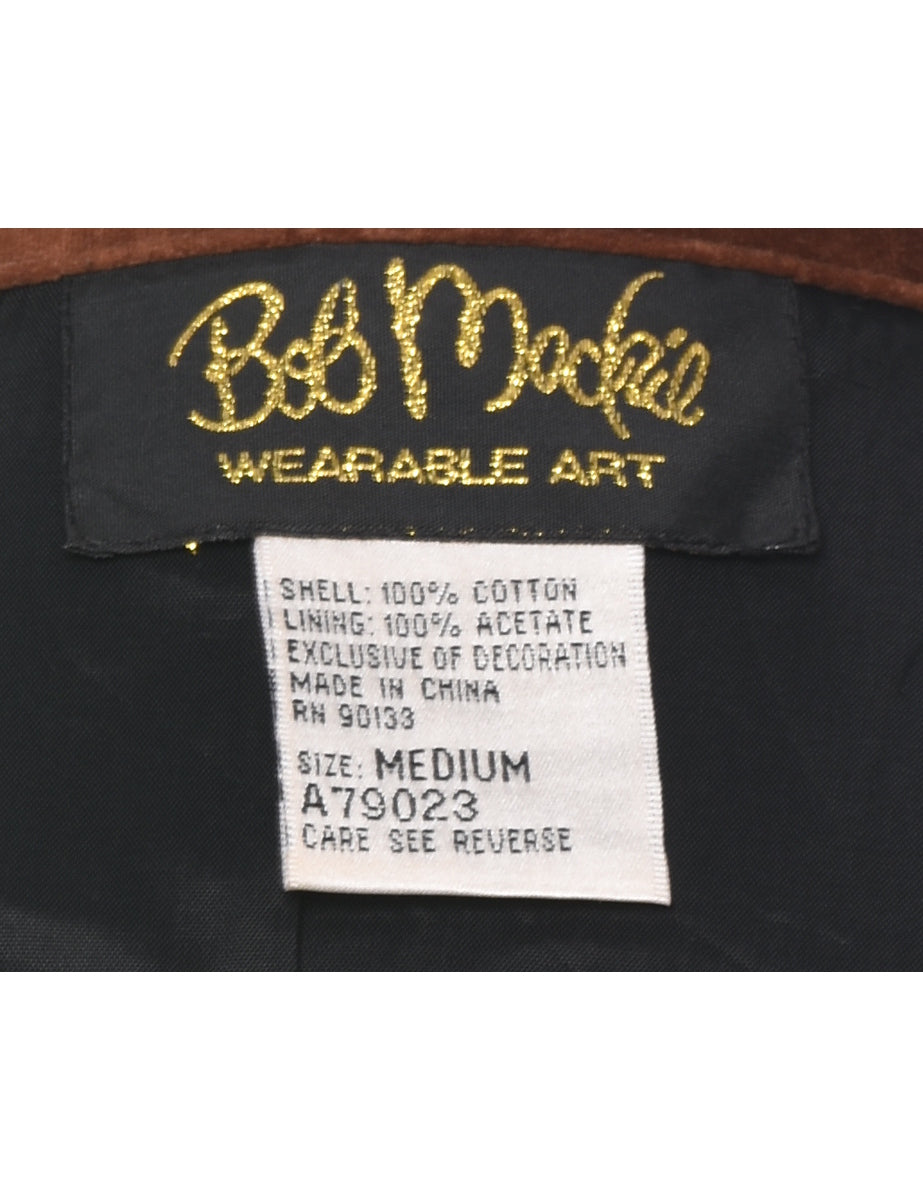 Bob Mackie
WEARABLE ART
SHELL: 100% COTTON
LINING: 100% ACETATE
EXCLUSIVE OF DECORATION
MADE IN CHINA
RN 90133
SIZE: MEDIUM
A79023
CARE SEE REVERSE